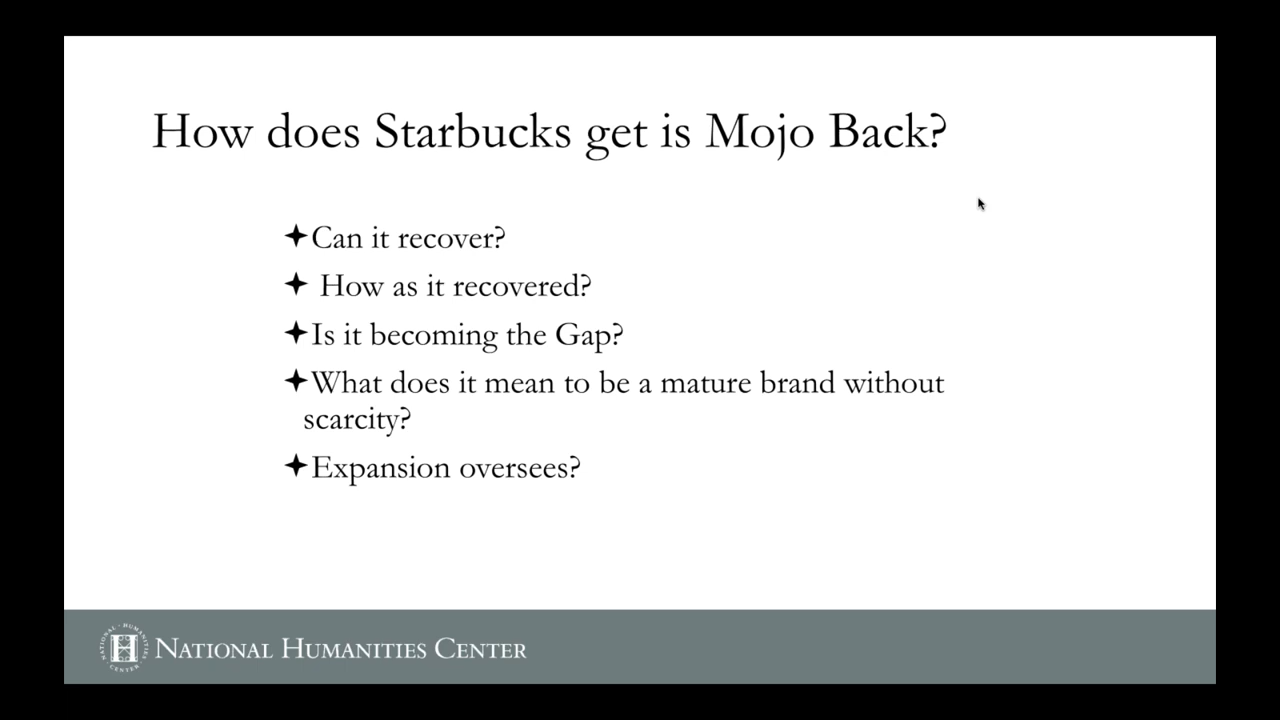 How does Starbucks get is Mojo Back?
✦Can it recover?
✦ How as it recovered?
✦Is it becoming the Gap?
✦What does it mean to be a mature brand without
scarcity?
✦Expansion oversees?
NATIONAL HUMANITIES CENTER